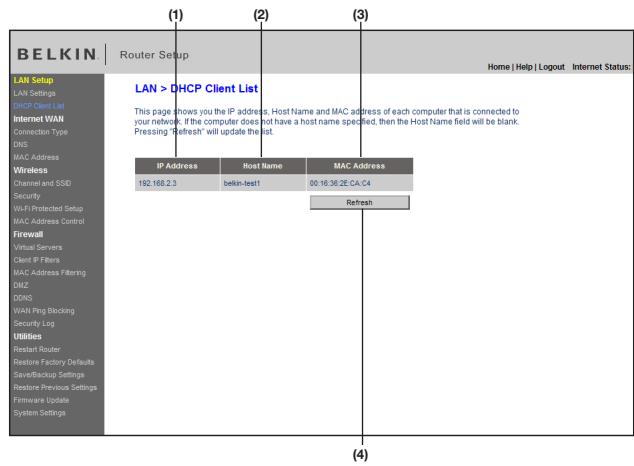 (1) (2) (3)
BELKIN. Router Setup
Home | Help | Logout Internet Status:
LAN Setup
LAN Settings
DHCP Client List
Internet WAN
Connection Type
DNS
MAC Address
Wireless
Channel and SSID
Security
Wi-Fi Protected Setup
MAC Address Control
Firewall
Virtual Servers
Client IP Filters
MAC Address Filtering
DMZ
DDNS
WAN Ping Blocking
Security Log
Utilities
Restart Router
Restore Factory Defaults
Save/Backup Settings
Restore Previous Settings
Firmware Update
System Settings
LAN > DHCP Client List
This page shows you the IP address, Host Name and MAC address of each computer that is connected to
your network. If the computer does not have a host name specified, then the Host Name field will be blank.
Pressing "Refresh" will update the list.
IP Address Host Name MAC Address
192.168.2.3 belkin-test1 00:16:36:2E:CA:C4
Refresh
(4)